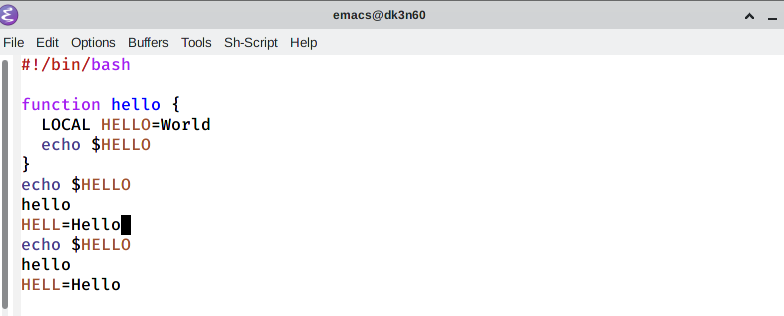 emacs@dk3n60
File Edit Options Buffers Tools Sh-Script Help
#!/bin/bash
function hello {
LOCAL HELLO=World
echo $HELLO
}
echo $HELLO
hello
HELL=Hello
echo $HELLO
hello
HELL=Hello